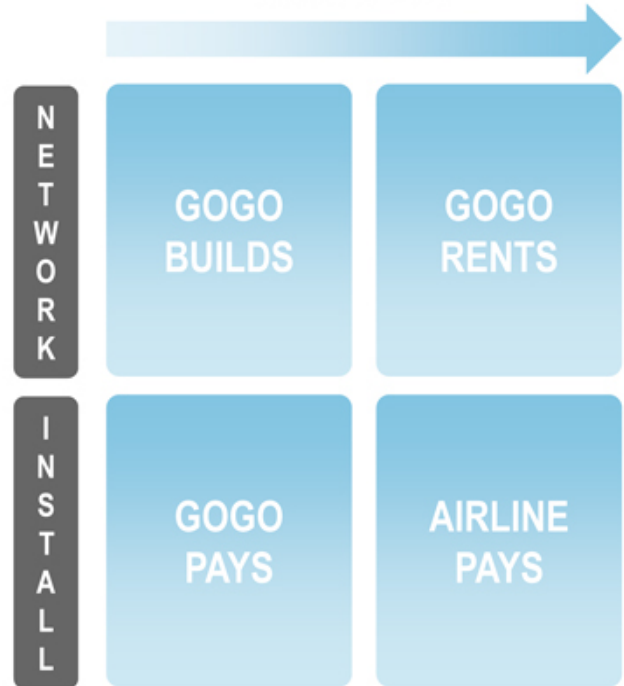 NETWORK
GOGO
BUILDS
GOGO
RENTS
INSTALL
GOGO
PAYS
AIRLINE
PAYS